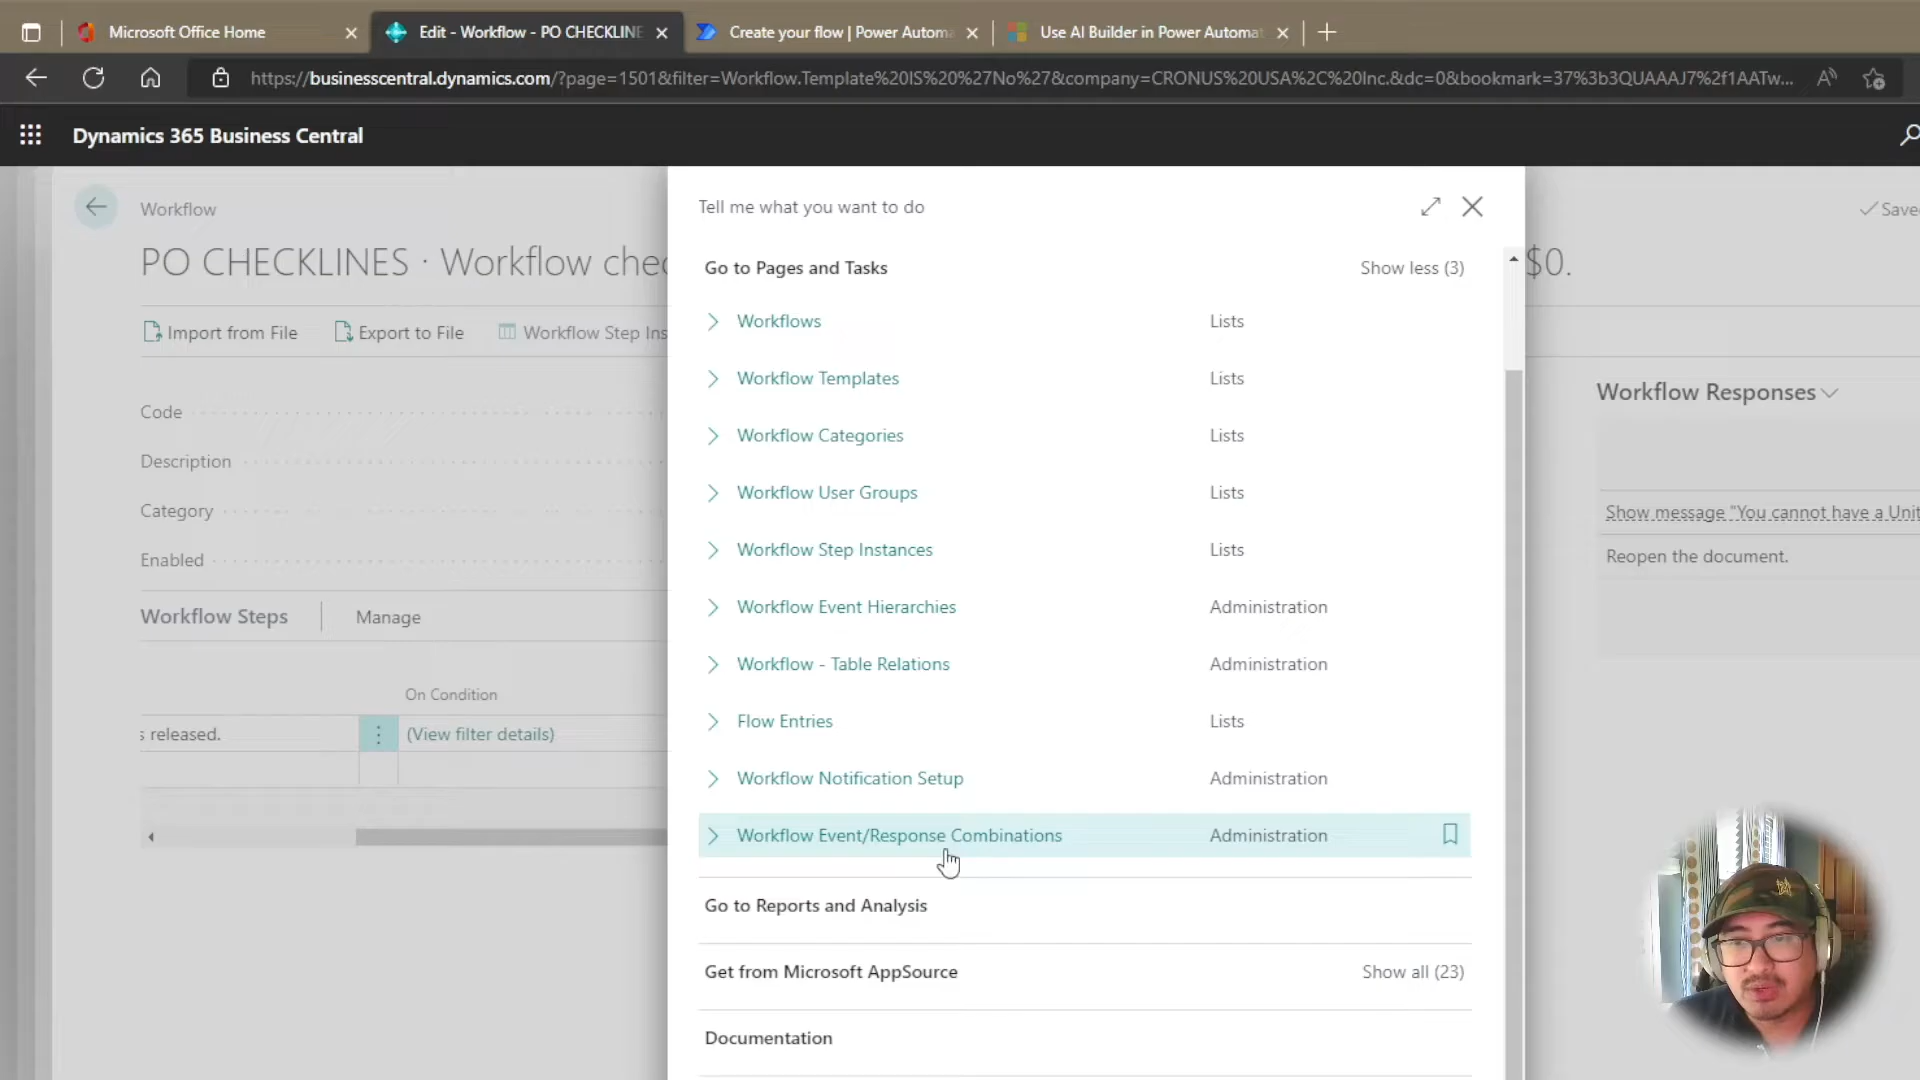 Microsoft Office Home
Edit - Workflow - PO CHECKLINE
Create your flow | Power Automa
Use AI Builder in Power Automat
https://businesscentral.dynamics.com/?page=1501&filter=Workflow.Template%20IS%20%27No%27&company=CRONUS%20USA%2C%20Inc.&dc=0&bookmark=37%3b3QUAAAJ7%2f1AATw...
Dynamics 365 Business Central
Workflow
Save
PO CHECKLINES · Workflow chec
$0.
Import from File
Export to File
Workflow Step Ins
Code
Description
Category
Enabled
Workflow Steps
Manage
On Condition
s released.
(View filter details)
Tell me what you want to do
Go to Pages and Tasks
Show less (3)
Workflows
Lists
Workflow Templates
Lists
Workflow Categories
Lists
Workflow User Groups
Lists
Workflow Step Instances
Lists
Workflow Event Hierarchies
Administration
Workflow - Table Relations
Administration
Flow Entries
Lists
Workflow Notification Setup
Administration
Workflow Event/Response Combinations
Administration
Go to Reports and Analysis
Get from Microsoft AppSource
Show all (23)
Documentation
Workflow Responses
Show message "You cannot have a Unit
Reopen the document.